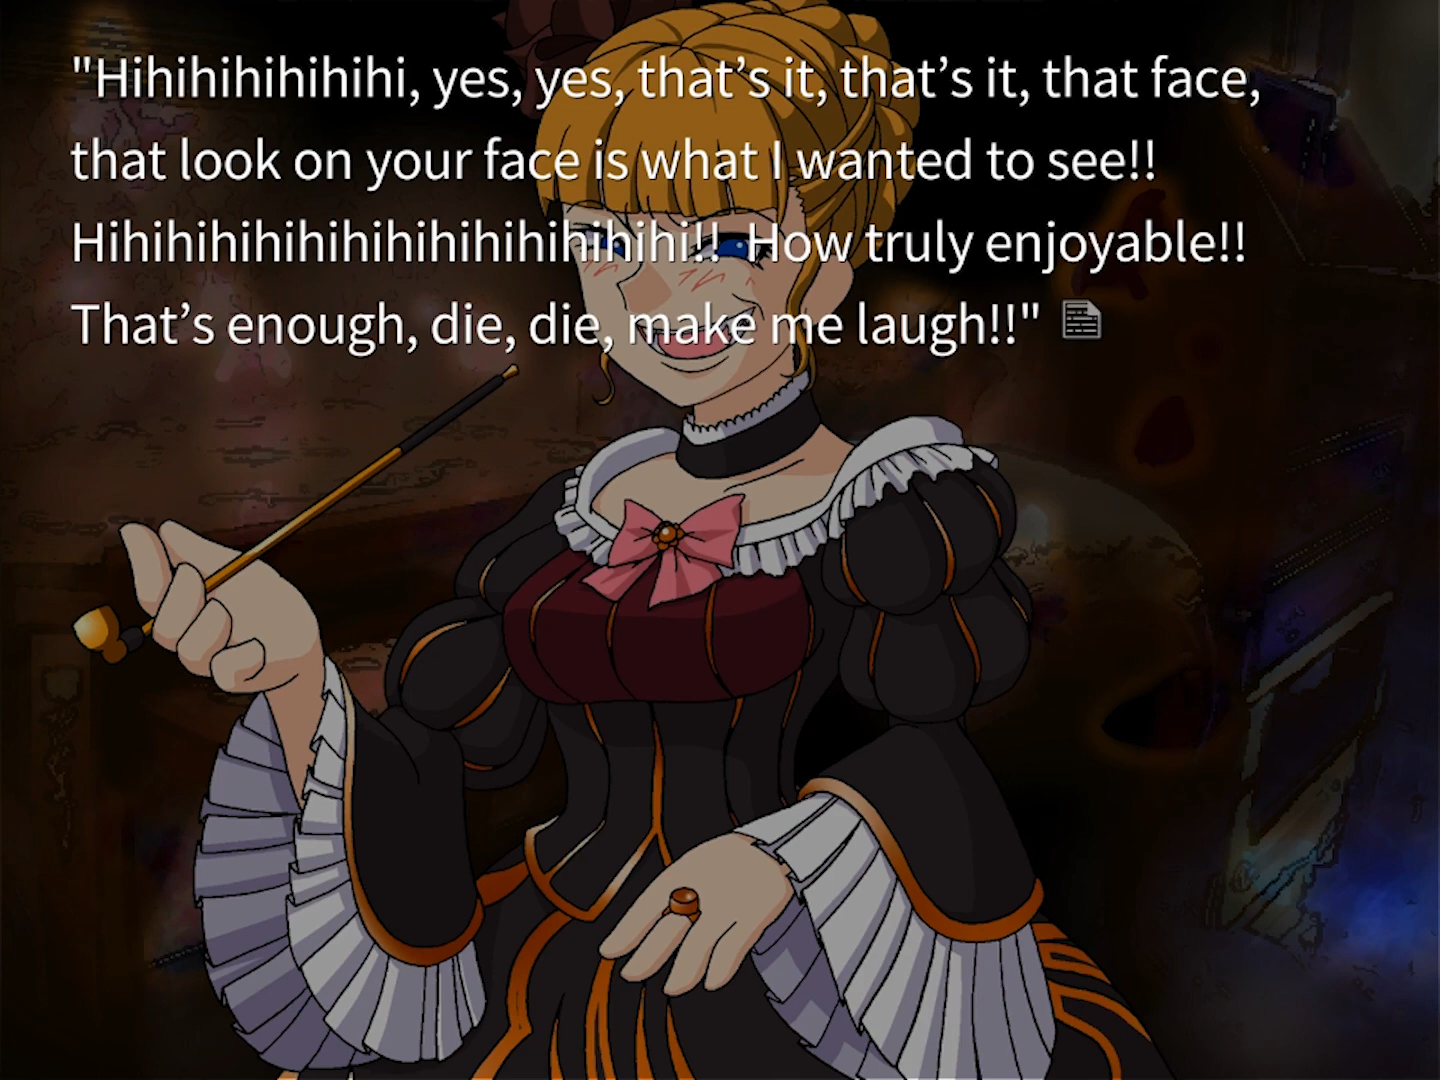 "Hihihihihihihi, yes, yes, that’s it, that’s it, that face,
that look on your face is what I wanted to see!!
Hihihihihihihihihihihihihihihi!! How truly enjoyable!!
That’s enough, die, die, make me laugh!!"